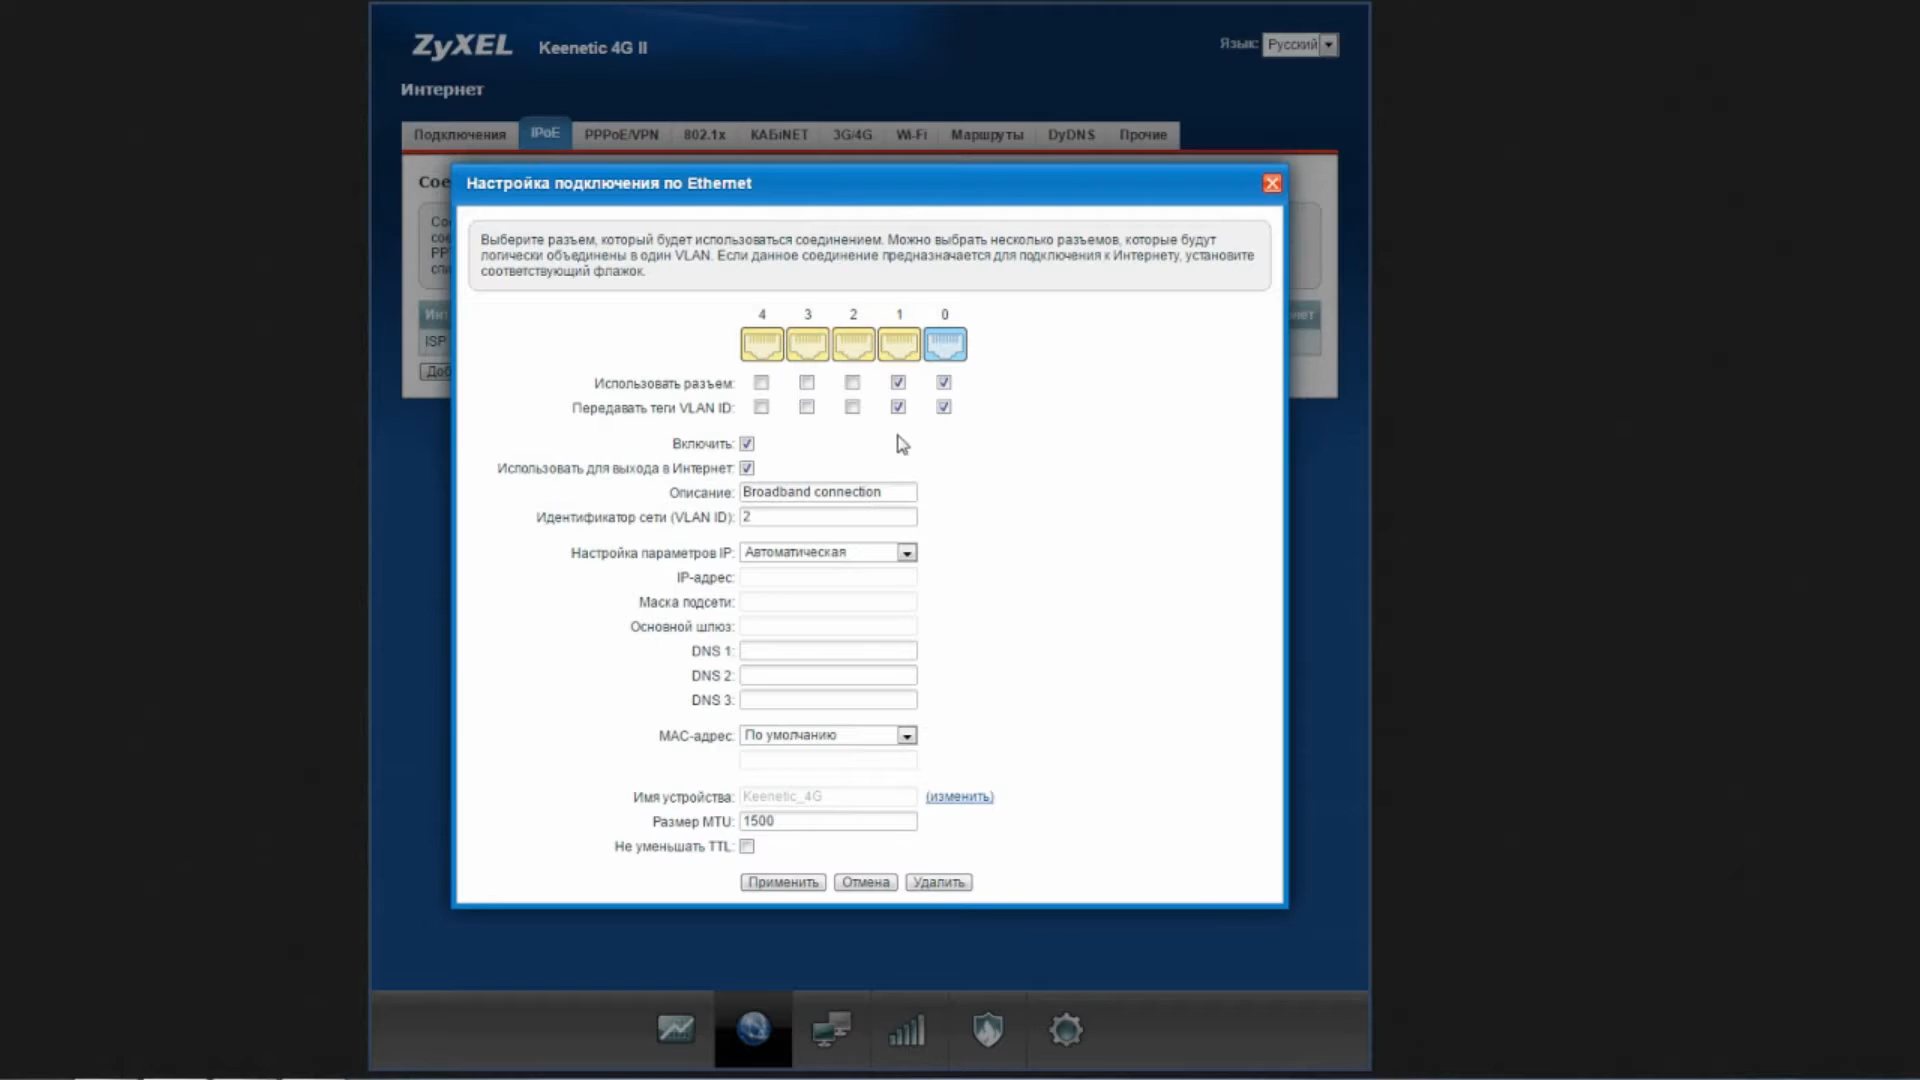 ZyXEL Keenetic 4G II
Язык: Русский
Интернет
Подключения IPoE PPPoE/VPN 802.1x КАБiNET 3G/4G Wi-Fi Маршруты DyDNS Прочие
Настройка подключения по Ethernet
Выберите разъем, который будет использоваться соединением. Можно выбрать несколько разъемов, которые будут
логически объединены в один VLAN. Если данное соединение предназначается для подключения к Интернету, установите
соответствующий флажок.
4 3 2 1 0
Использовать разъем:
Передавать теги VLAN ID:
Включить:
Использовать для выхода в Интернет:
Описание: Broadband connection
Идентификатор сети (VLAN ID): 2
Настройка параметров IP: Автоматическая
IP-адрес:
Маска подсети:
Основной шлюз:
DNS 1:
DNS 2:
DNS 3:
MAC-адрес: По умолчанию
Имя устройства: Keenetic_4G (изменить)
Размер MTU: 1500
Не уменьшать TTL:
Применить Отмена Удалить
ISP